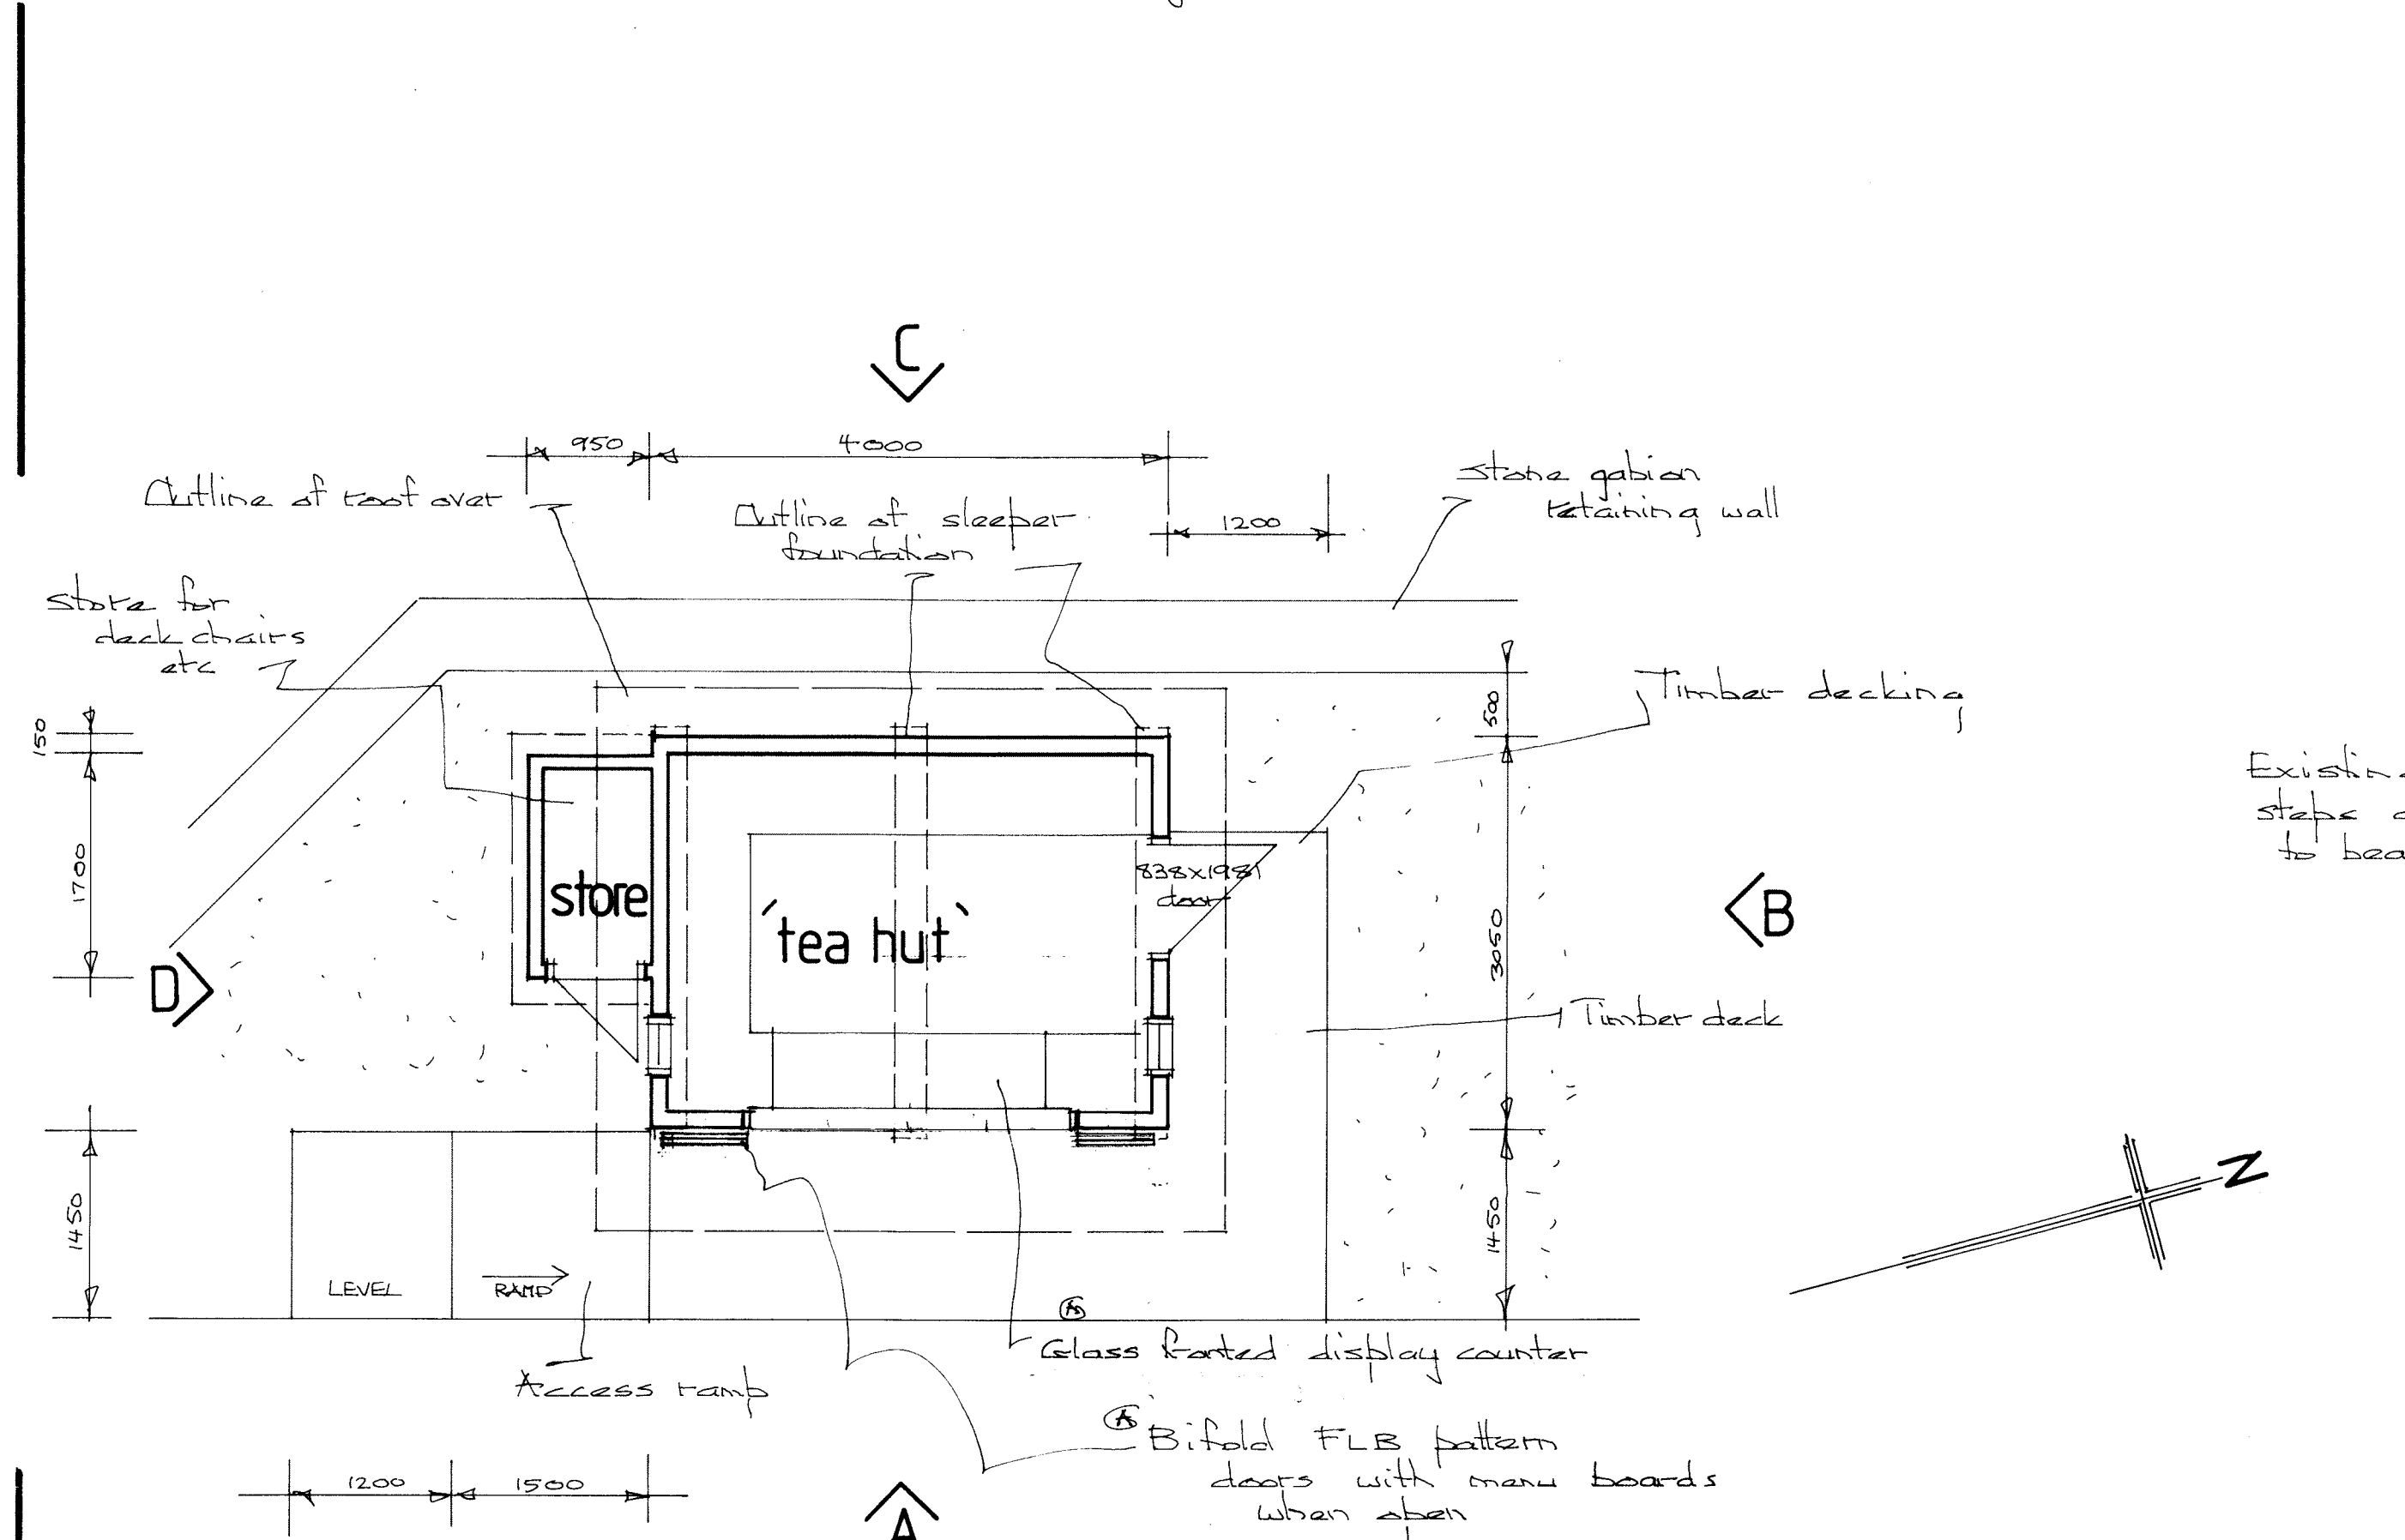 C
950
4000
Outline of roof over
Outline of sleeper
foundation
1200
Stone gabion
retaining wall
Store for
deck chairs
etc
Timber decking
150
500
Existing
steps
1700
store
'tea hut'
838x1981
door
B
3050
D
Timber deck
N
1450
1450
LEVEL
RAMP
A
Glass fronted display counter
Access ramp
A
Bifold FLB pattern
doors with menu boards
when open
1200
1500
A